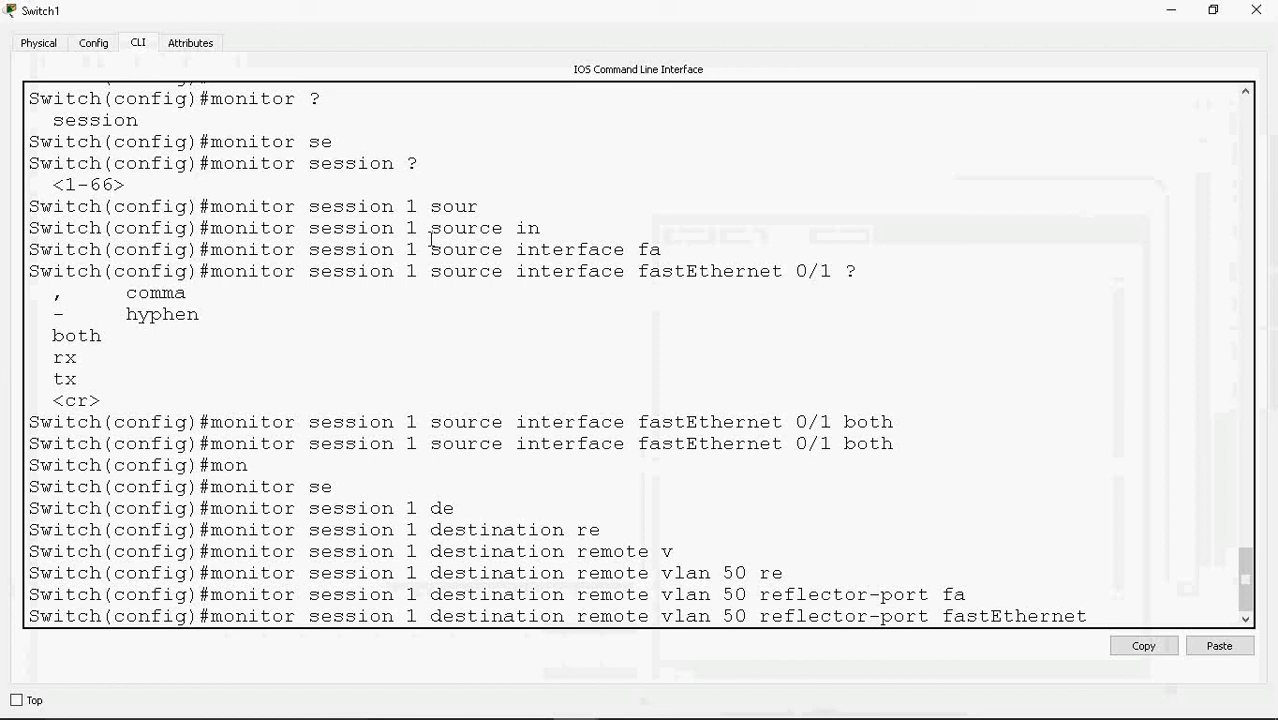 Switch1
Physical Config CLI Attributes
IOS Command Line Interface
Switch(config)#monitor ?
session
Switch(config)#monitor se
Switch(config)#monitor session ?
<1-66>
Switch(config)#monitor session 1 sour
Switch(config)#monitor session 1 source in
Switch(config)#monitor session 1 source interface fa
Switch(config)#monitor session 1 source interface fastEthernet 0/1 ?
, comma
- hyphen
both
rx
tx
<cr>
Switch(config)#monitor session 1 source interface fastEthernet 0/1 both
Switch(config)#monitor session 1 source interface fastEthernet 0/1 both
Switch(config)#mon
Switch(config)#monitor se
Switch(config)#monitor session 1 de
Switch(config)#monitor session 1 destination re
Switch(config)#monitor session 1 destination remote v
Switch(config)#monitor session 1 destination remote vlan 50 re
Switch(config)#monitor session 1 destination remote vlan 50 reflector-port fa
Switch(config)#monitor session 1 destination remote vlan 50 reflector-port fastEthernet
Copy Paste
Top